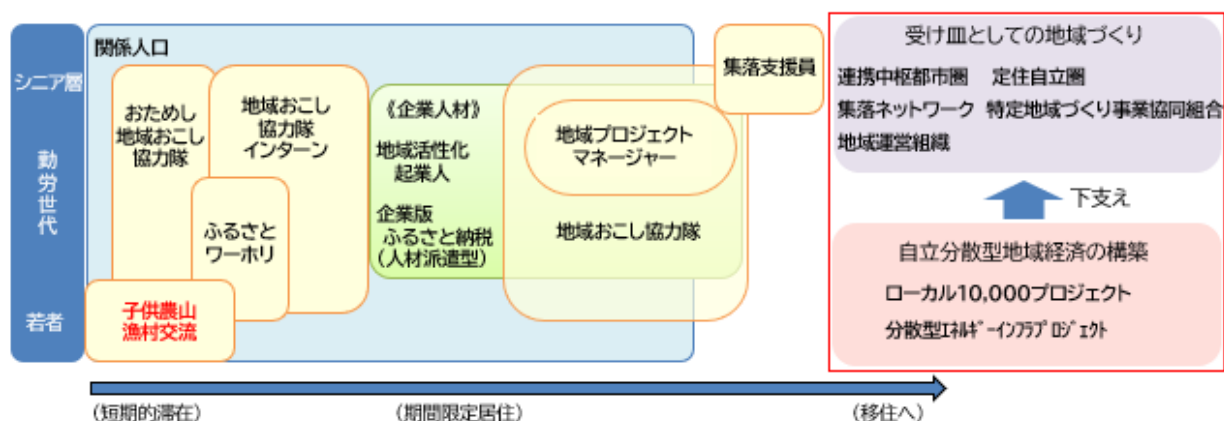 シニア層
勤労世代
若者
関係人口
おためし
地域おこし
協力隊
地域おこし
協力隊
インターン
ふるさと
ワーホリ
子供農山
漁村交流
《企業人材》
地域活性化
起業人
企業版
ふるさと納税
(人材派遣型)
地域プロジェクト
マネージャー
地域おこし協力隊
集落支援員
受け皿としての地域づくり
連携中枢都市圏 定住自立圏
集落ネットワーク 特定地域づくり事業協同組合
地域運営組織
下支え
自立分散型地域経済の構築
ローカル10,000プロジェクト
分散型ｴﾈﾙｷﾞｰインフラプロジェクト
(短期的滞在)
(期間限定居住)
(移住へ)